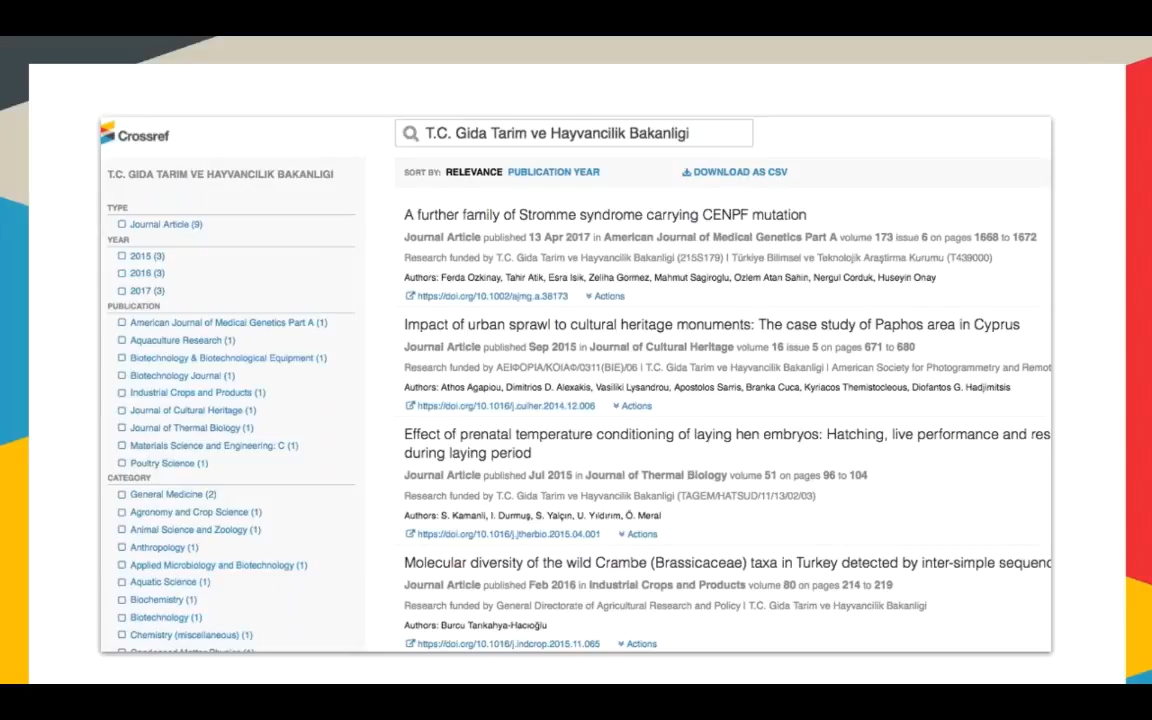 Crossref
T.C. Gida Tarim ve Hayvancilik Bakanligi
T.C. GIDA TARIM VE HAYVANCILIK BAKANLIGI
TYPE
Journal Article (9)
YEAR
2015 (3)
2016 (3)
2017 (3)
PUBLICATION
American Journal of Medical Genetics Part A (1)
Aquaculture Research (1)
Biotechnology & Biotechnological Equipment (1)
Biotechnology Journal (1)
Industrial Crops and Products (1)
Journal of Cultural Heritage (1)
Journal of Thermal Biology (1)
Materials Science and Engineering: C (1)
Poultry Science (1)
CATEGORY
General Medicine (2)
Agronomy and Crop Science (1)
Animal Science and Zoology (1)
Anthropology (1)
Applied Microbiology and Biotechnology (1)
Aquatic Science (1)
Biochemistry (1)
Biotechnology (1)
Chemistry (miscellaneous) (1)
SORT BY: RELEVANCE PUBLICATION YEAR DOWNLOAD AS CSV
A further family of Stromme syndrome carrying CENPF mutation
Journal Article published 13 Apr 2017 in American Journal of Medical Genetics Part A volume 173 issue 6 on pages 1668 to 1672
Research funded by T.C. Gida Tarim ve Hayvancilik Bakanligi (215S179) | Türkiye Bilimsel ve Teknolojik Araştirma Kurumu (T439000)
Authors: Ferda Ozkinay, Tahir Atik, Esra Isik, Zeliha Gormez, Mahmut Sagiroglu, Ozlem Atan Sahin, Nergul Corduk, Huseyin Onay
https://doi.org/10.1002/ajmg.a.38173 Actions
Impact of urban sprawl to cultural heritage monuments: The case study of Paphos area in Cyprus
Journal Article published Sep 2015 in Journal of Cultural Heritage volume 16 issue 5 on pages 671 to 680
Research funded by ΑΕΙΦΟΡΙΑ/ΚΟΙΑΦ/0311(ΒΙΕ)/06 | T.C. Gida Tarim ve Hayvancilik Bakanligi | American Society for Photogrammetry and Remot
Authors: Athos Agapiou, Dimitrios D. Alexakis, Vasiliki Lysandrou, Apostolos Sarris, Branka Cuca, Kyriacos Themistocleous, Diofantos G. Hadjimitsis
https://doi.org/10.1016/j.culher.2014.12.006 Actions
Effect of prenatal temperature conditioning of laying hen embryos: Hatching, live performance and res
during laying period
Journal Article published Jul 2015 in Journal of Thermal Biology volume 51 on pages 96 to 104
Research funded by T.C. Gida Tarim ve Hayvancilik Bakanligi (TAGEM/HATSUD/11/13/02/03)
Authors: S. Kamanli, I. Durmuş, S. Yalçın, U. Yıldırım, Ö. Meral
https://doi.org/10.1016/j.jtherbio.2015.04.001 Actions
Molecular diversity of the wild Crambe (Brassicaceae) taxa in Turkey detected by inter-simple sequenc
Journal Article published Feb 2016 in Industrial Crops and Products volume 80 on pages 214 to 219
Research funded by General Directorate of Agricultural Research and Policy | T.C. Gida Tarim ve Hayvancilik Bakanligi
Authors: Burcu Tarıkahya-Hacıoğlu
https://doi.org/10.1016/j.indcrop.2015.11.065 Actions